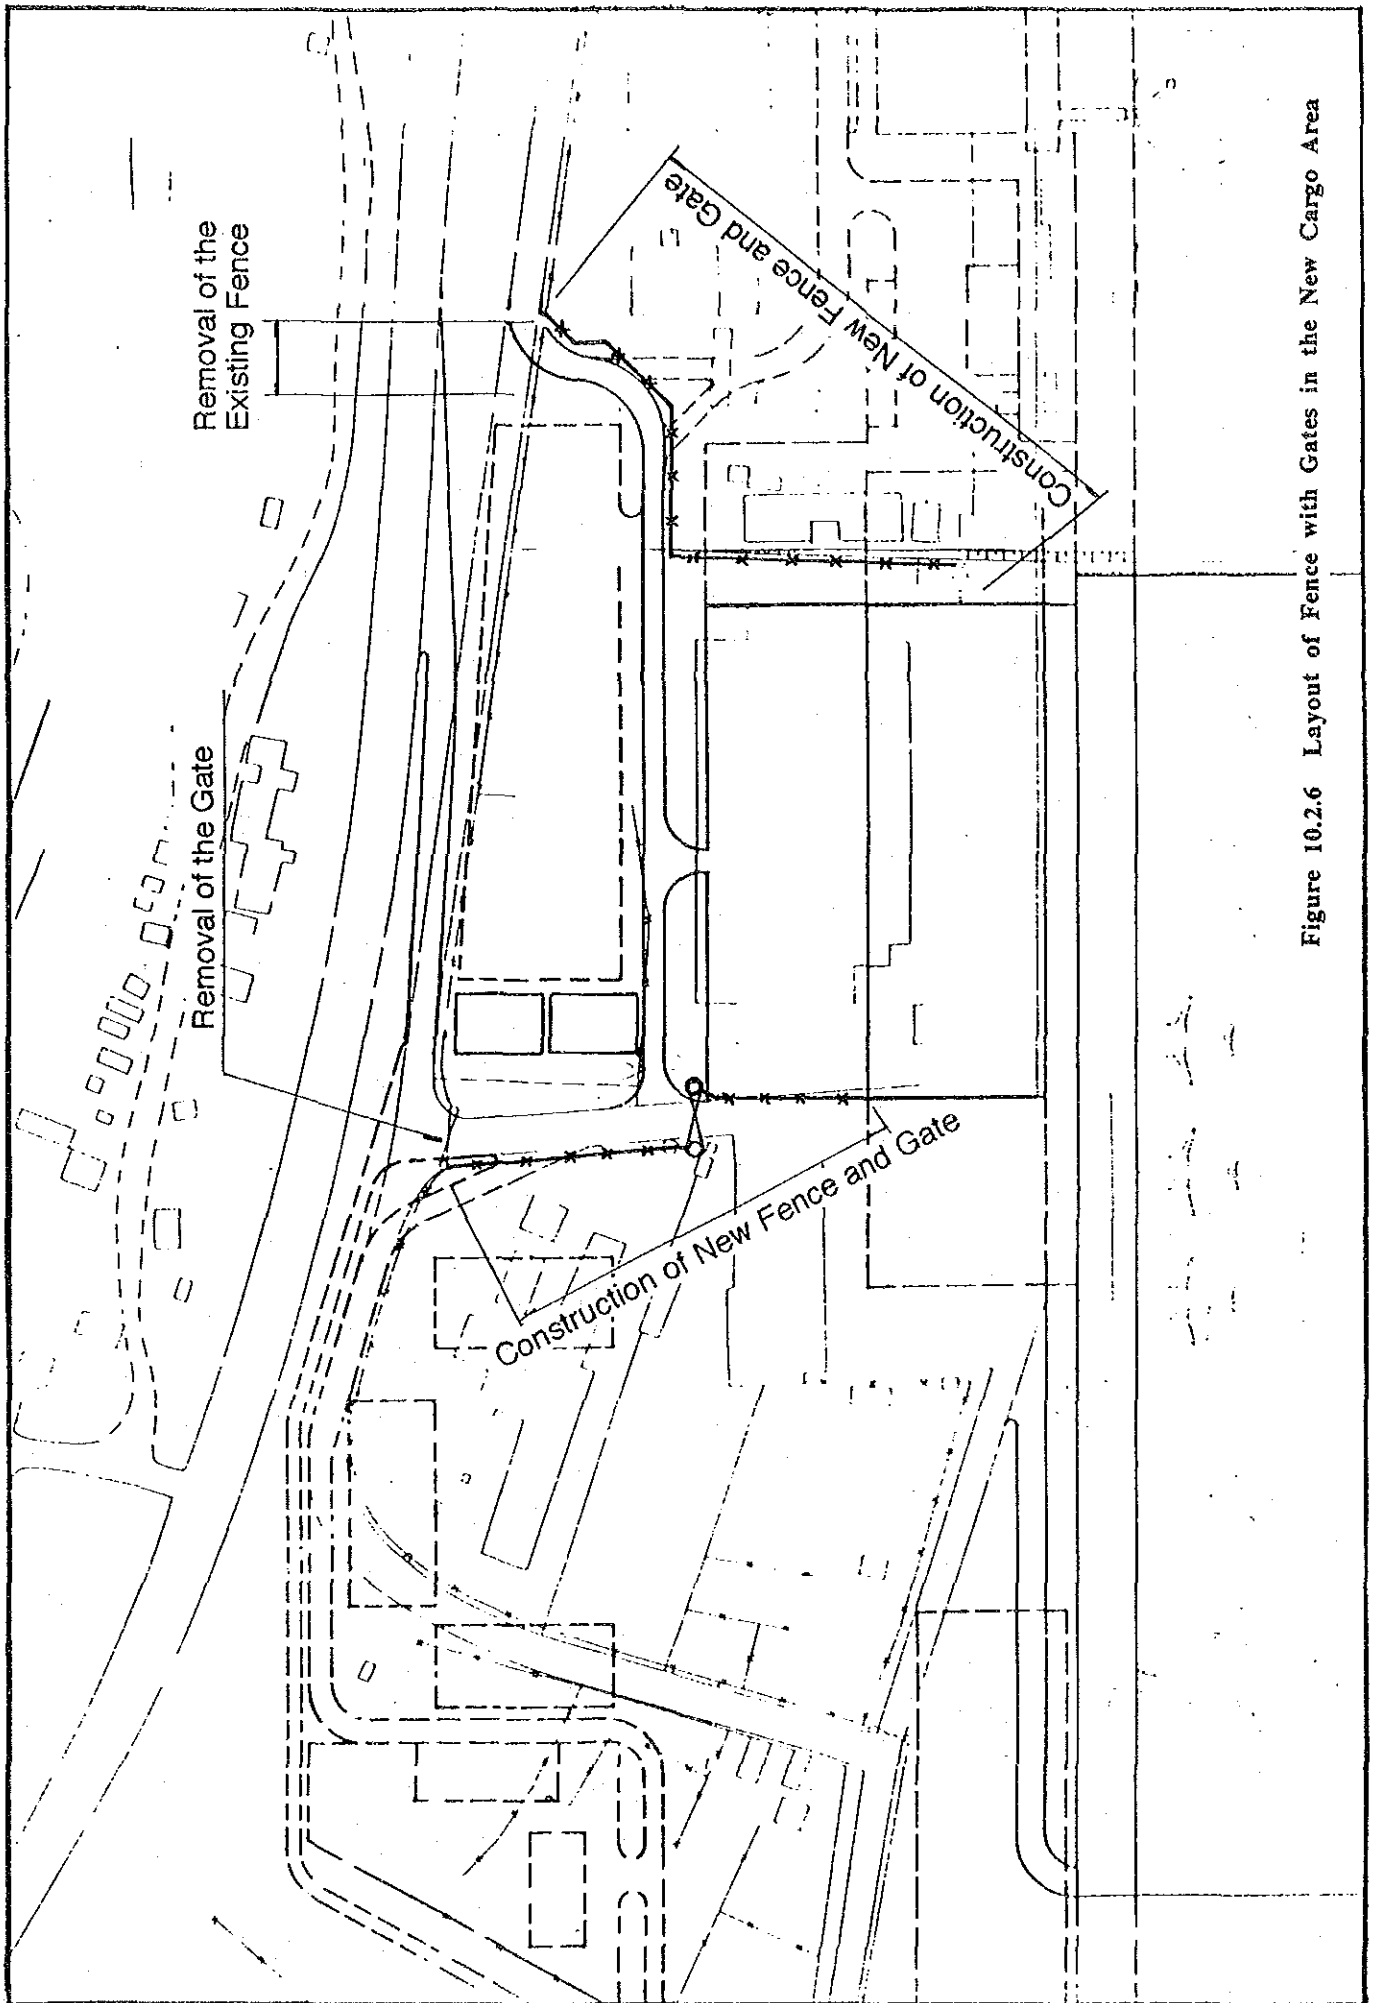 Removal of the
Existing Fence
Construction of New Fence and Gate
Removal of the Gate
Construction of New Fence and Gate
Figure 10.2.6 Layout of Fence with Gates in the New Cargo Area